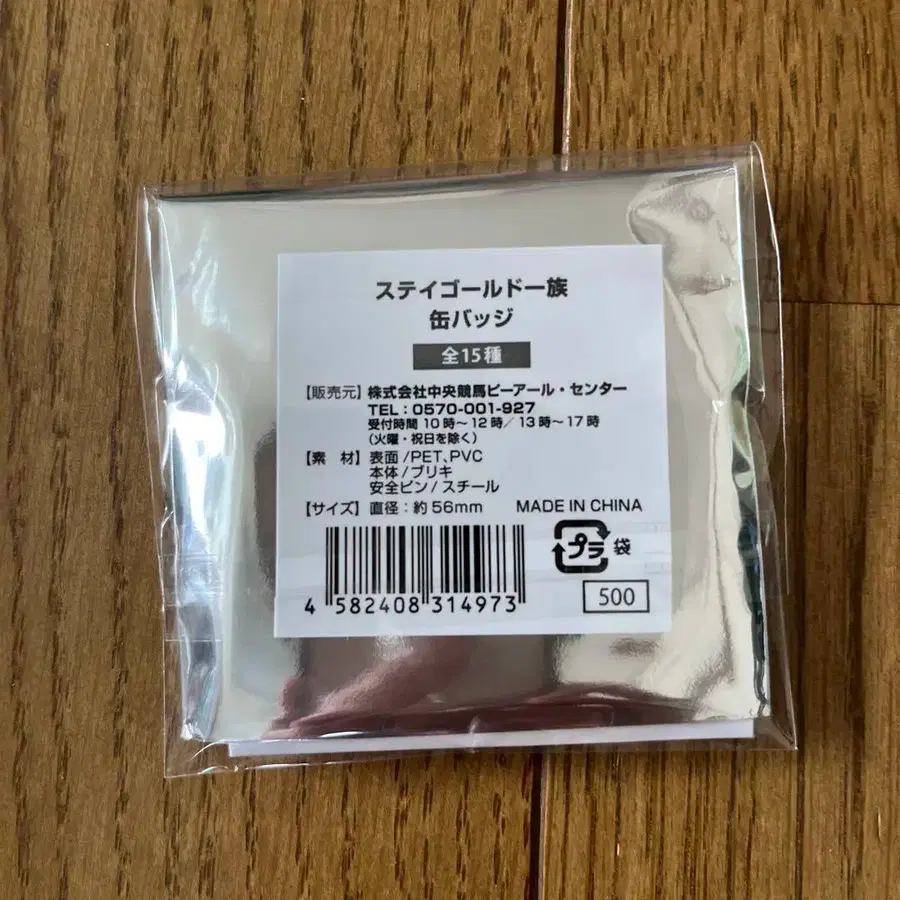 ステイゴールド一族
缶バッジ
全15種
【販売元】 株式会社中央競馬ピーアール・センター
TEL:0570-001-927
受付時間 10時～12時／13時～17時
(火曜・祝日を除く)
【素 材】 表面/PET、PVC
本体/ブリキ
安全ピン/スチール
【サイズ】 直径:約56mm MADE IN CHINA
プラ 袋
4 582408 314973
500